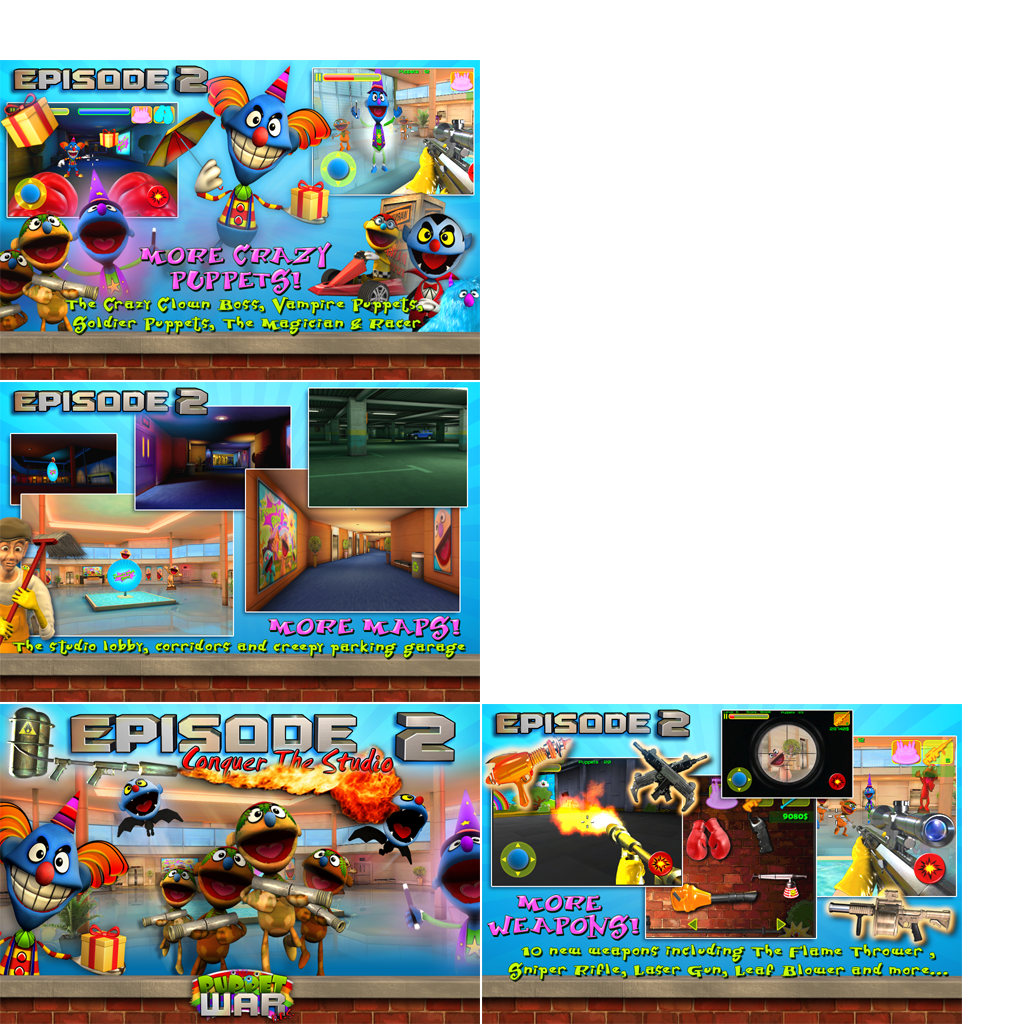 EPISODE 2
MORE CRAZY
PUPPETS!
The Crazy Clown Boss, Vampire Puppets,
Soldier Puppets, The Magician & Racer
EPISODE 2
MORE MAPS!
The studio lobby, corridors and creepy parking garage
EPISODE 2
Conquer The Studio
PUPPET
WAR
EPISODE 2
9080$
MORE
WEAPONS!
10 new weapons including The Flame Thrower ,
Sniper Rifle, Laser Gun, Leaf Blower and more...